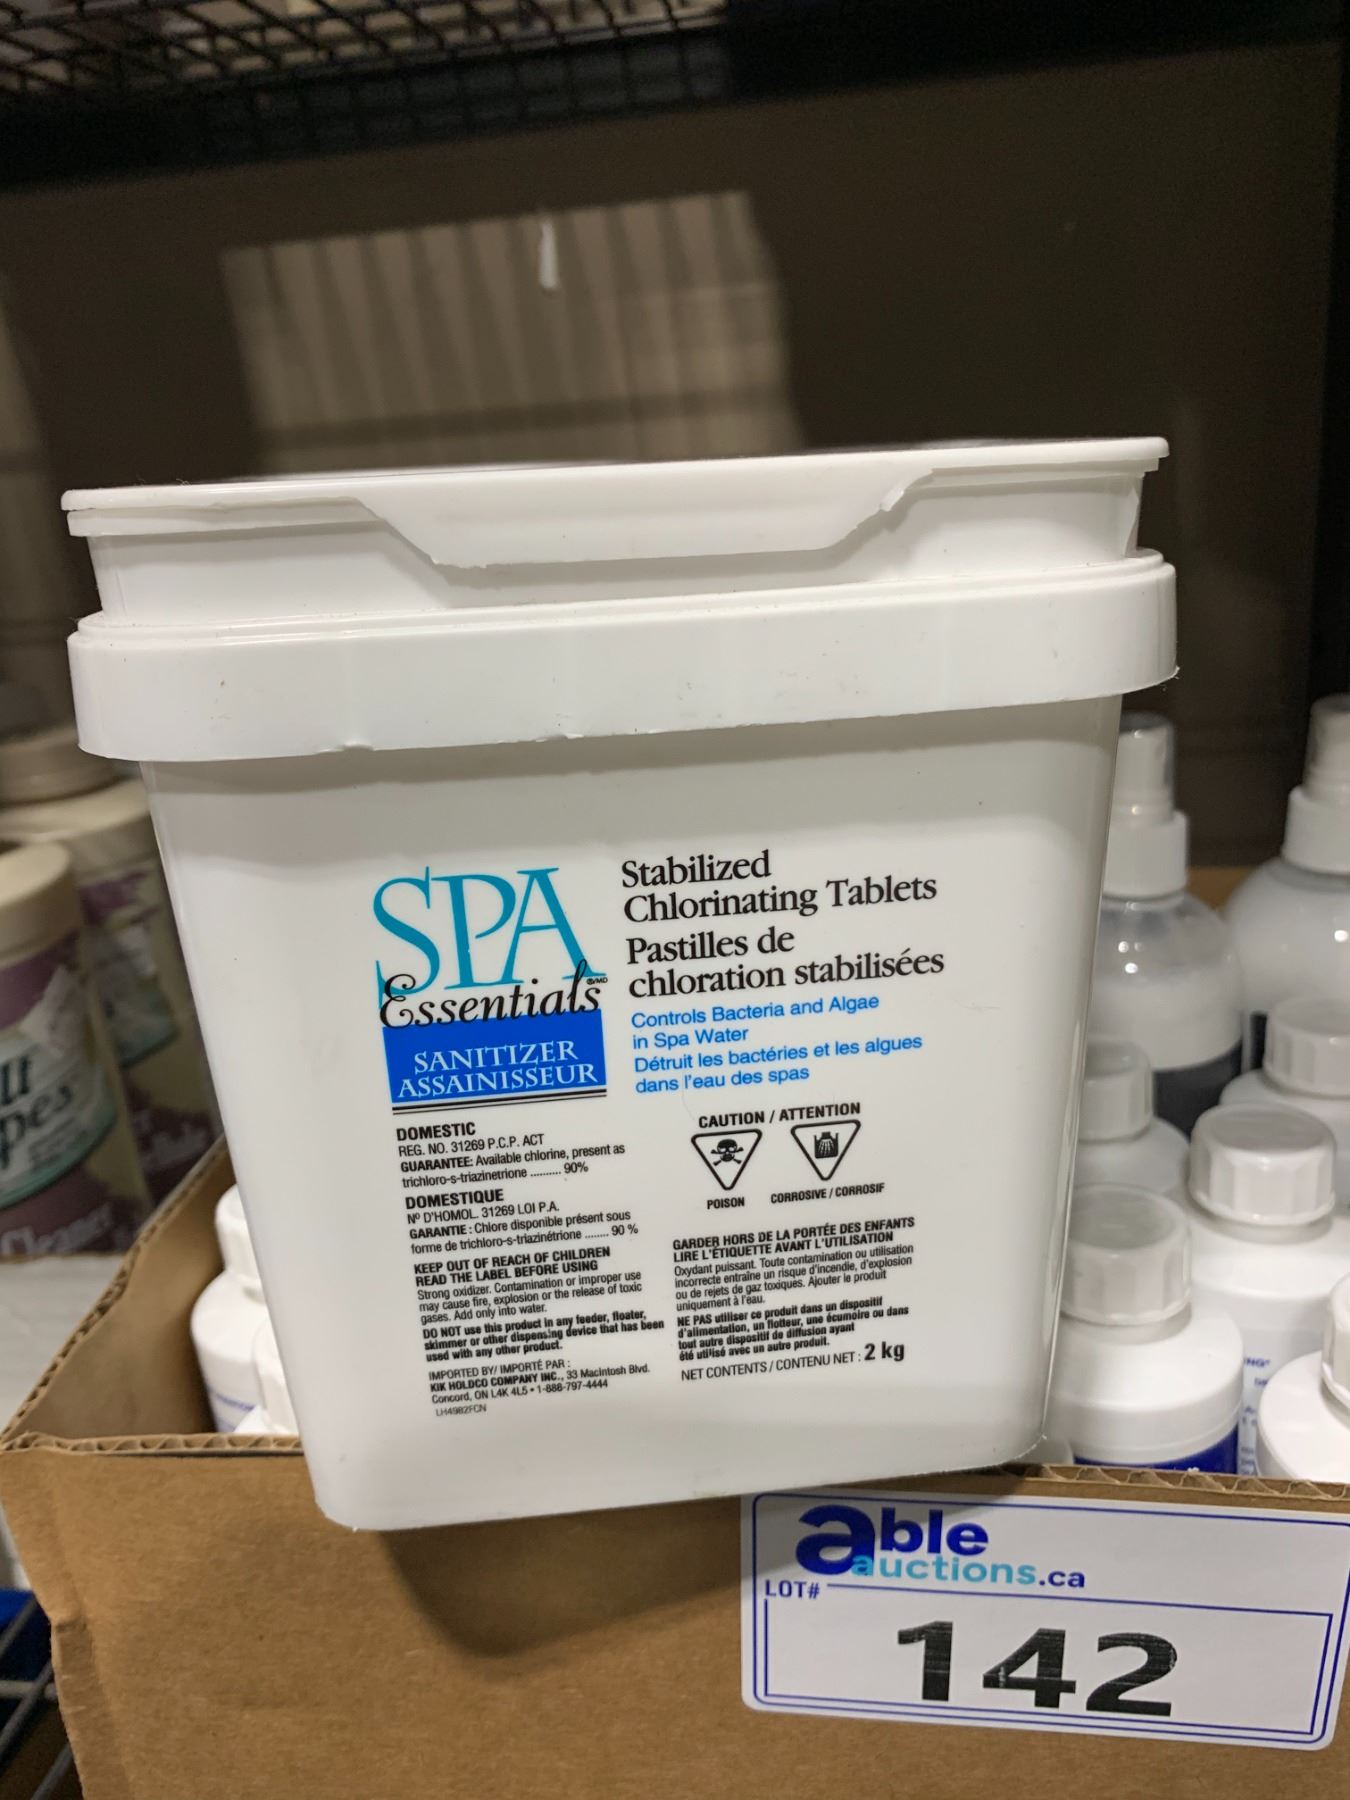 SPA
Essentials ®/MD
SANITIZER
ASSAINISSEUR
Stabilized
Chlorinating Tablets
Pastilles de
chloration stabilisées
Controls Bacteria and Algae
in Spa Water
Détruit les bactéries et les algues
dans l'eau des spas
DOMESTIC
REG. NO. 31269 P.C.P. ACT
GUARANTEE: Available chlorine, present as
trichloro-s-triazinetrione .......... 90%
DOMESTIQUE
Nº D'HOMOL. 31269 LOI P.A.
GARANTIE : Chlore disponible présent sous
forme de trichloro-s-triazinétrione ........ 90 %
KEEP OUT OF REACH OF CHILDREN
READ THE LABEL BEFORE USING
Strong oxidizer. Contamination or improper use
may cause fire, explosion or the release of toxic
gases. Add only into water.
DO NOT use this product in any feeder, floater,
skimmer or other dispensing device that has been
used with any other product.
IMPORTED BY/ IMPORTÉ PAR :
KIK HOLDCO COMPANY INC., 33 Macintosh Blvd.
Concord, ON L4K 4L5 • 1-888-797-4444
LH4982FCN
CAUTION / ATTENTION
POISON
CORROSIVE / CORROSIF
GARDER HORS DE LA PORTÉE DES ENFANTS
LIRE L'ÉTIQUETTE AVANT L'UTILISATION
Oxydant puissant. Toute contamination ou utilisation
incorrecte entraîne un risque d'incendie, d'explosion
ou de rejets de gaz toxiques. Ajouter le produit
uniquement à l'eau.
NE PAS utiliser ce produit dans un dispositif
d'alimentation, un flotteur, une écumoire ou dans
tout autre dispositif de diffusion ayant
été utilisé avec un autre produit.
NET CONTENTS / CONTENU NET : 2 kg
able
auctions.ca
LOT#
142